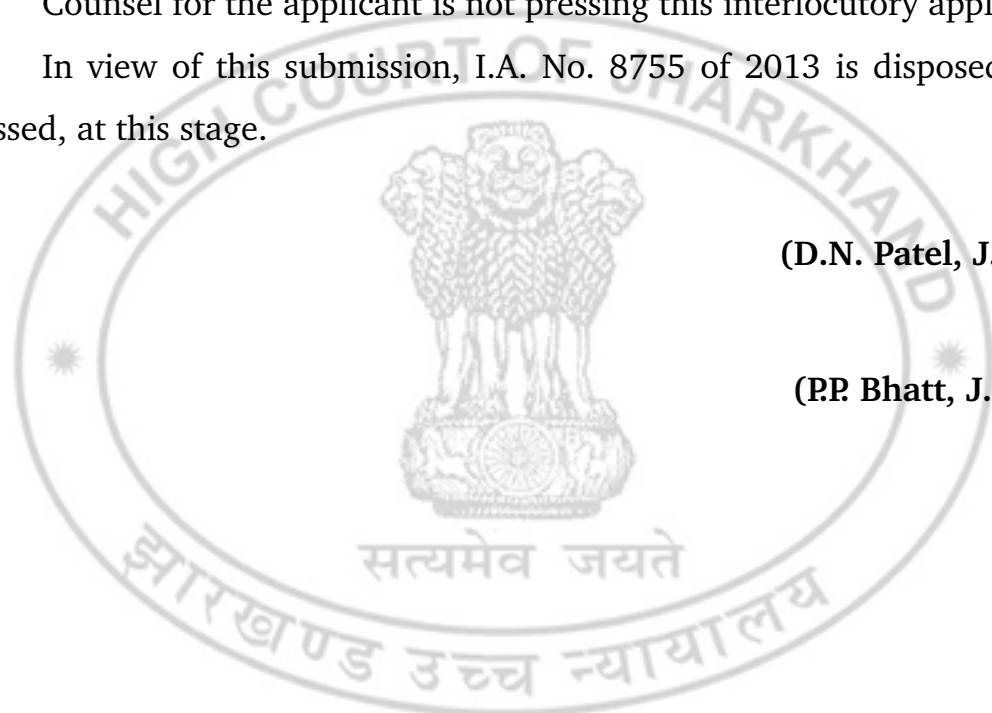 Counsel for the applicant is not pressing this interlocutory appl
In view of this submission, I.A. No. 8755 of 2013 is disposed
ssed, at this stage.
HIGH COURT OF JHARKHAND
(D.N. Patel, J.
(P.P. Bhatt, J.
सत्यमेव जयते
झारखण्ड उच्च न्यायालय